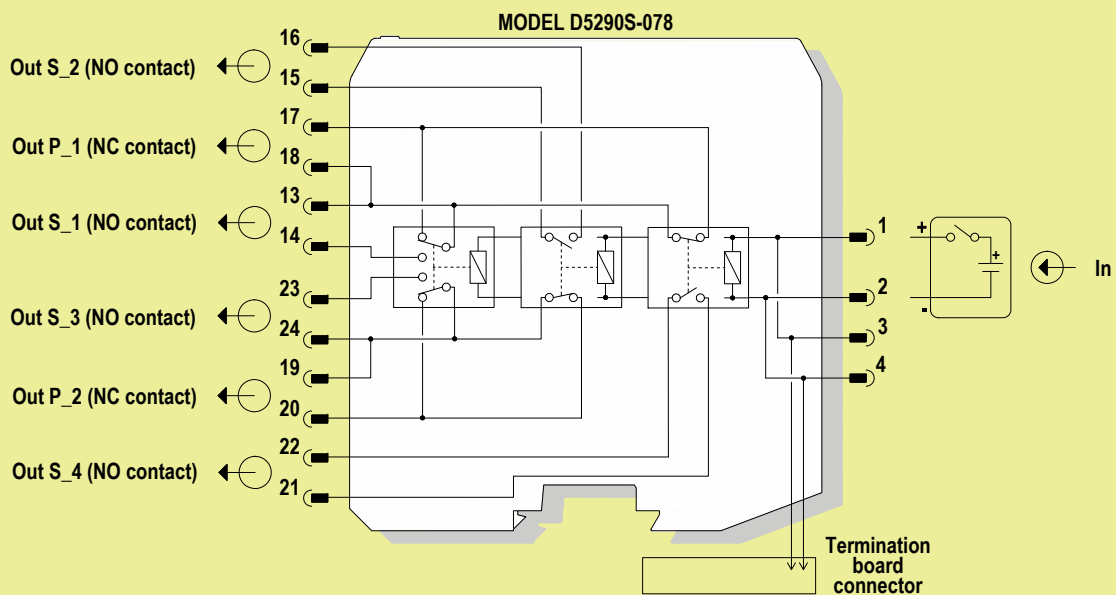 MODEL D5290S-078
16
Out S_2 (NO contact)
15
17
Out P_1 (NC contact)
18
13
Out S_1 (NO contact)
14
23
Out S_3 (NO contact)
24
19
Out P_2 (NC contact)
20
22
Out S_4 (NO contact)
21
1
+
+
In
2
-
3
4
Termination
board
connector